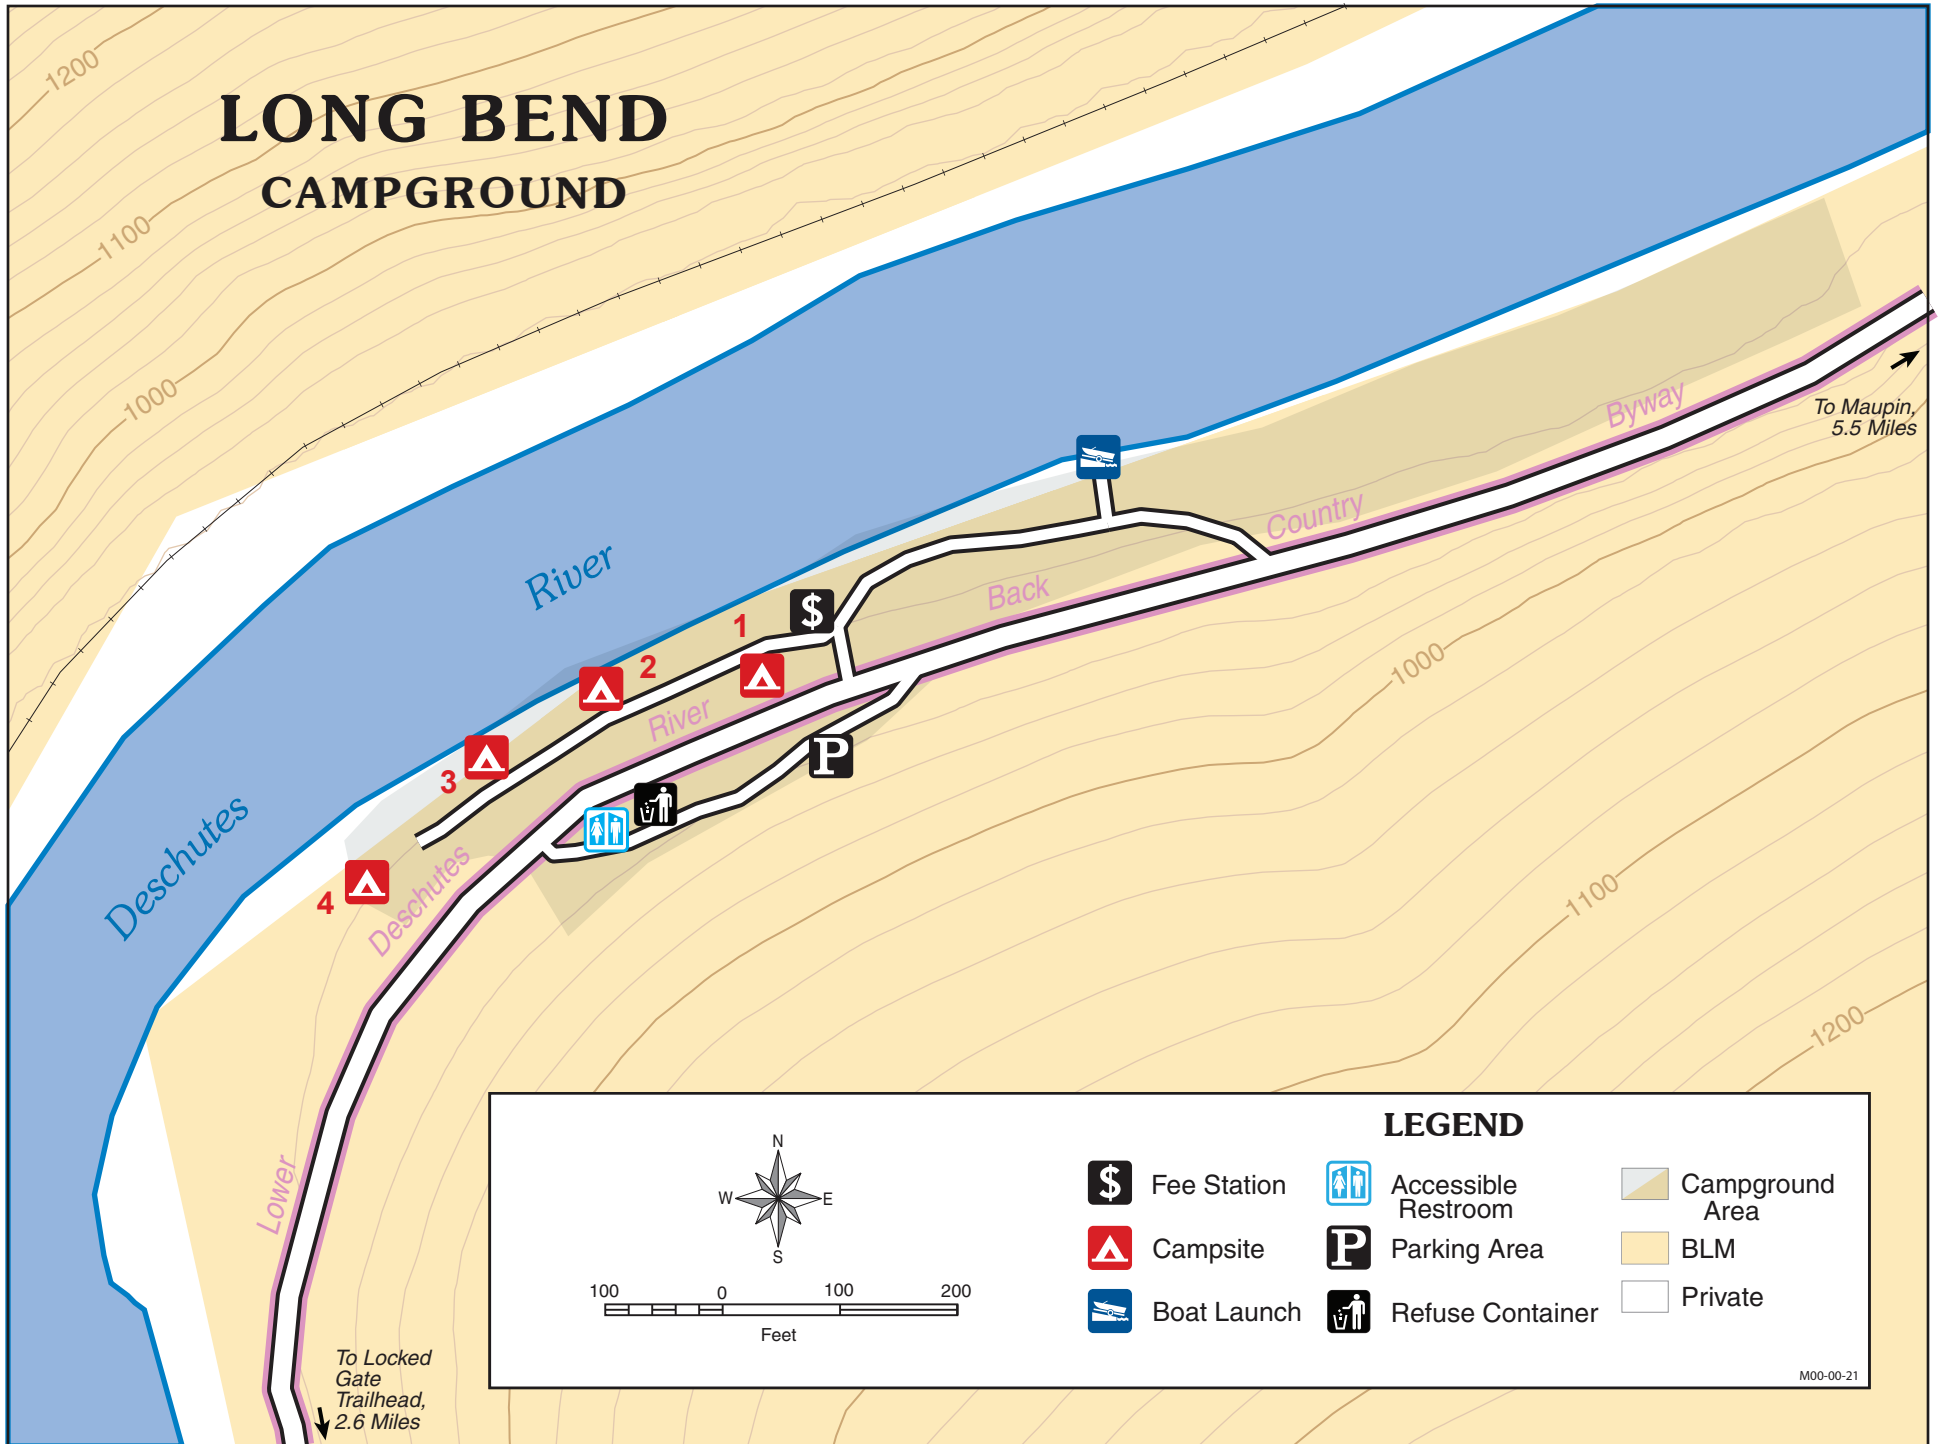 LONG BEND
CAMPGROUND
1200
1100
1000
River
Deschutes
1
2
3
4
$
P
Lower
Deschutes
River
Back
Country
Byway
To Maupin,
5.5 Miles
1000
1100
1200
To Locked
Gate
Trailhead,
2.6 Miles
N
W
E
S
100 0 100 200
Feet
LEGEND
$ Fee Station
Campsite
Boat Launch
Accessible
Restroom
P Parking Area
Refuse Container
Campground
Area
BLM
Private
M00-00-21